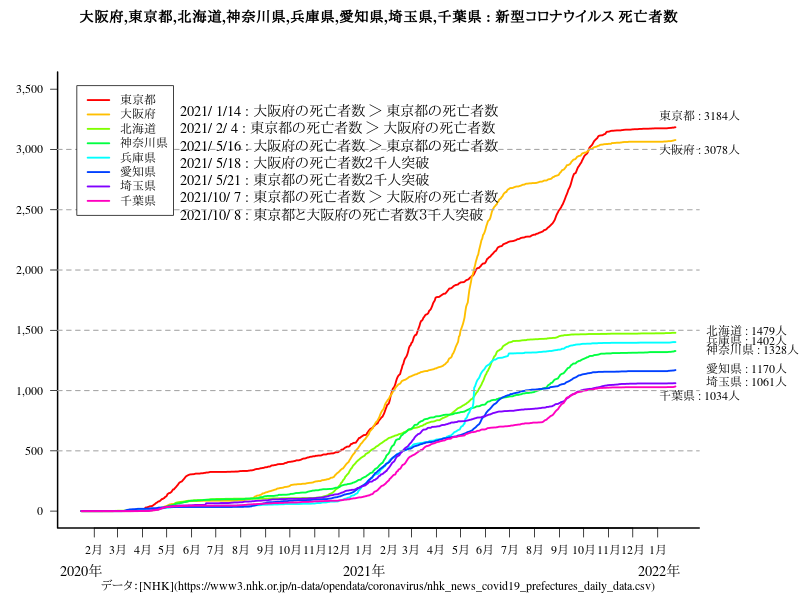 大阪府,東京都,北海道,神奈川県,兵庫県,愛知県,埼玉県,千葉県 : 新型コロナウイルス 死亡者数
3,500
3,000
2,500
2,000
1,500
1,000
500
0
東京都
大阪府
北海道
神奈川県
兵庫県
愛知県
埼玉県
千葉県
2021/ 1/14 : 大阪府の死亡者数 ＞ 東京都の死亡者数
2021/ 2/ 4 : 東京都の死亡者数 ＞ 大阪府の死亡者数
2021/ 5/16 : 大阪府の死亡者数 ＞ 東京都の死亡者数
2021/ 5/18 : 大阪府の死亡者数2千人突破
2021/ 5/21 : 東京都の死亡者数2千人突破
2021/10/ 7 : 東京都の死亡者数 ＞ 大阪府の死亡者数
2021/10/ 8 : 東京都と大阪府の死亡者数3千人突破
東京都 : 3184人
大阪府 : 3078人
北海道 : 1479人
兵庫県 : 1402人
神奈川県 : 1328人
愛知県 : 1170人
埼玉県 : 1061人
千葉県 : 1034人
2月 3月 4月 5月 6月 7月 8月 9月 10月 11月 12月 1月 2月 3月 4月 5月 6月 7月 8月 9月 10月 11月 12月 1月
2020年 2021年 2022年
データ：[NHK](https://www3.nhk.or.jp/n-data/opendata/coronavirus/nhk_news_covid19_prefectures_daily_data.csv)